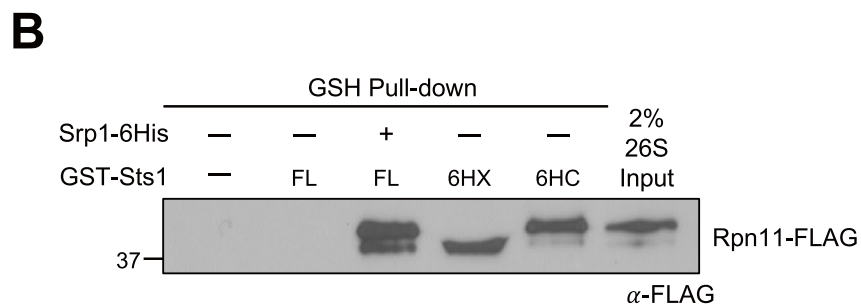 B
GSH Pull-down
Srp1-6His — — + — — 2%
26S
GST-Sts1 — FL FL 6HX 6HC Input
Rpn11-FLAG
37
α-FLAG